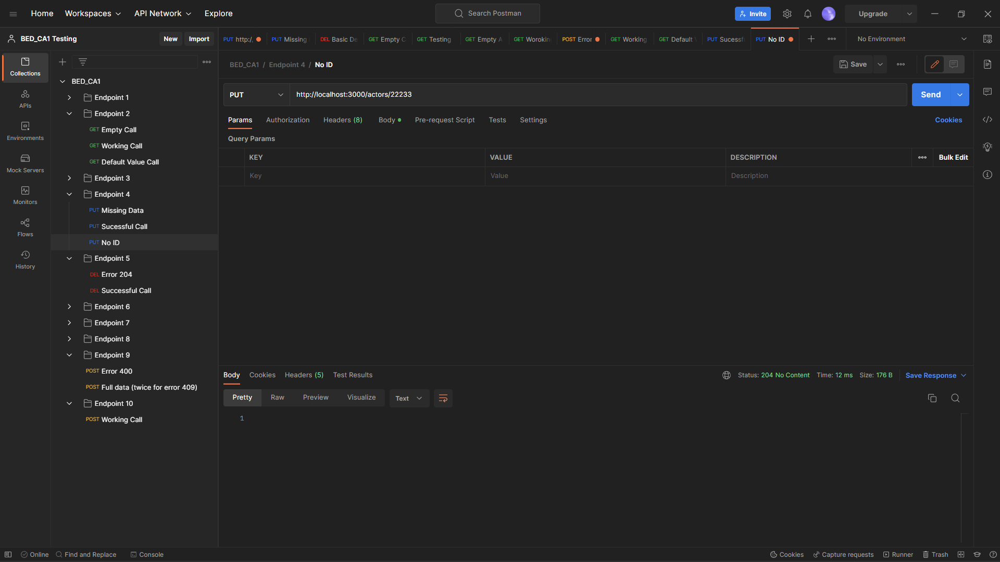 Home Workspaces API Network Explore Search Postman Invite Upgrade
BED_CA1 Testing New Import
PUT http:/, PUT Missing DEL Basic De GET Empty C GET Testing GET Empty A GET Worokin POST Error GET Working GET Default PUT Sucessf PUT No ID No Environment
BED_CA1 / Endpoint 4 / No ID Save
Collections
APIs
Environments
Mock Servers
Monitors
Flows
History
BED_CA1
Endpoint 1
Endpoint 2
GET Empty Call
GET Working Call
GET Default Value Call
Endpoint 3
Endpoint 4
PUT Missing Data
PUT Sucessful Call
PUT No ID
Endpoint 5
DEL Error 204
DEL Successful Call
Endpoint 6
Endpoint 7
Endpoint 8
Endpoint 9
POST Error 400
POST Full data (twice for error 409)
Endpoint 10
POST Working Call
PUT http://localhost:3000/actors/22233 Send
Params Authorization Headers (8) Body Pre-request Script Tests Settings Cookies
Query Params
KEY VALUE DESCRIPTION Bulk Edit
Key Value Description
Body Cookies Headers (5) Test Results Status: 204 No Content Time: 12 ms Size: 176 B Save Response
Pretty Raw Preview Visualize Text
1
Online Find and Replace Console Cookies Capture requests Runner Trash